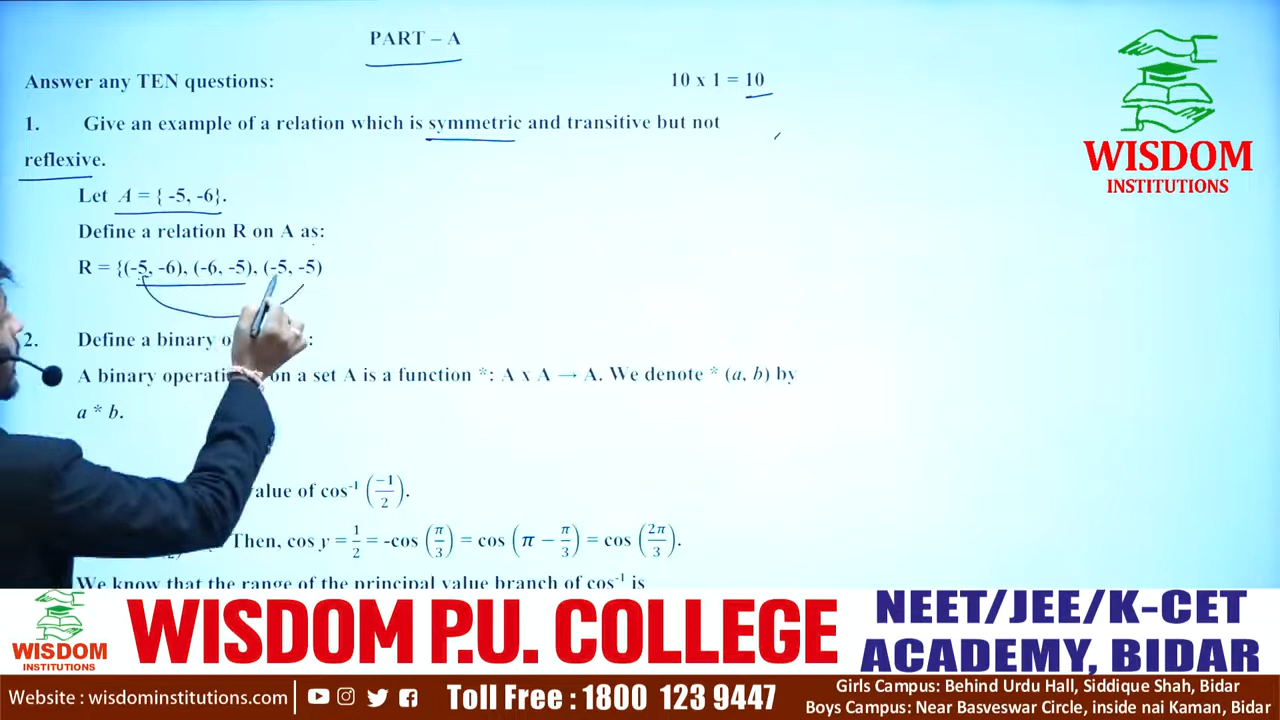 PART – A
Answer any TEN questions: 10 x 1 = 10
1. Give an example of a relation which is symmetric and transitive but not
reflexive.
Let A = { -5, -6}.
Define a relation R on A as:
R = {(-5, -6), (-6, -5), (-5, -5)
2. Define a binary :
A binary on a set A is a function *: A x A → A. We denote * (a, b) by
a * b.
value of cos⁻¹ (−1/2).
Then, cos y = 1/2 = -cos (π/3) = cos (π − π/3) = cos (2π/3).
We know that the range of the principal value branch of cos⁻¹ is
WISDOM
INSTITUTIONS
WISDOM
INSTITUTIONS
WISDOM P.U. COLLEGE
NEET/JEE/K-CET
ACADEMY, BIDAR
Website : wisdominstitutions.com
Toll Free : 1800 123 9447
Girls Campus: Behind Urdu Hall, Siddique Shah, Bidar
Boys Campus: Near Basveswar Circle, inside nai Kaman, Bidar